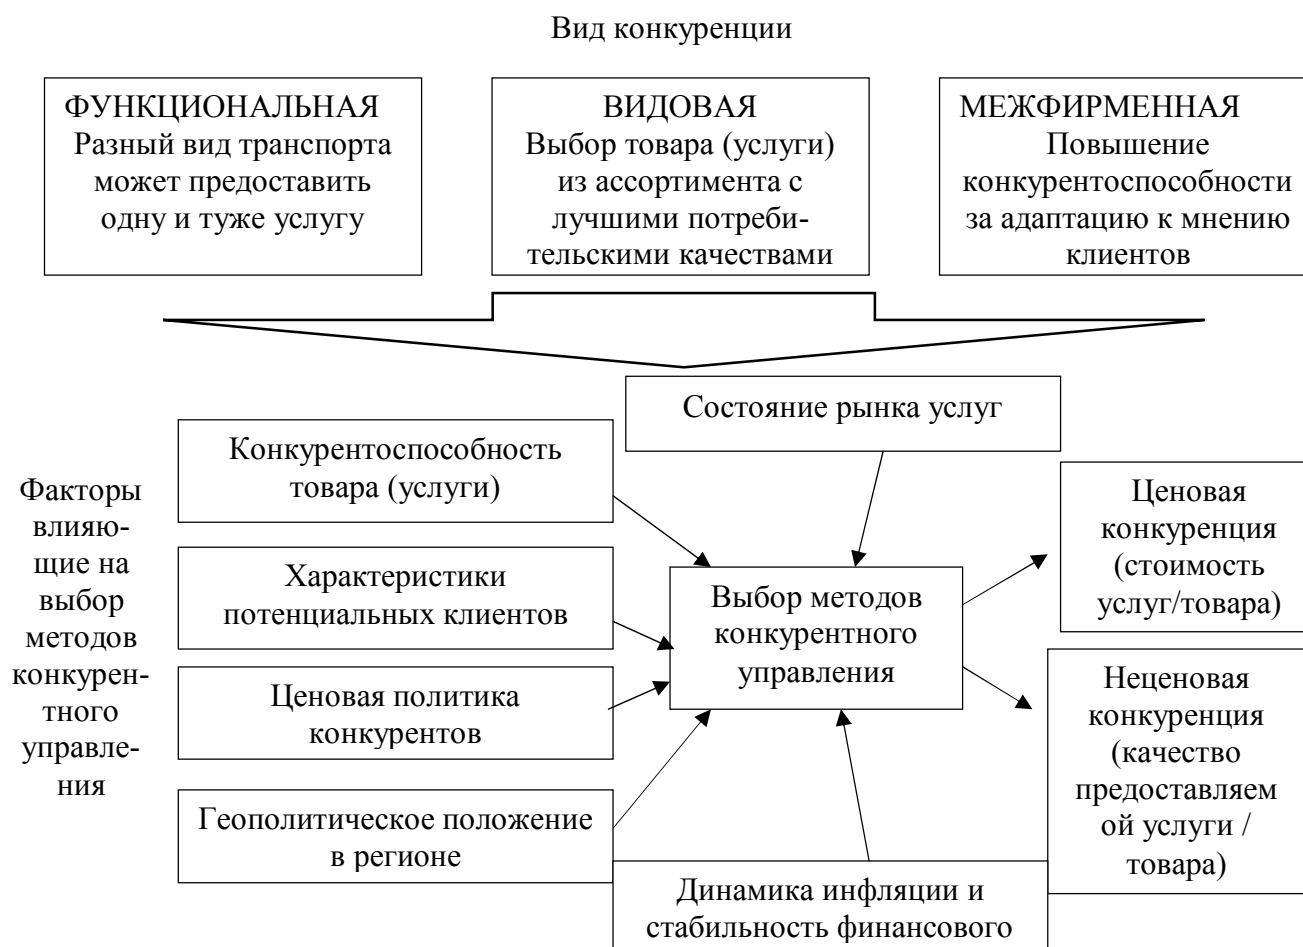 Вид конкуренции
ФУНКЦИОНАЛЬНАЯ
Разный вид транспорта
может предоставить
одну и туже услугу
ВИДОВАЯ
Выбор товара (услуги)
из ассортимента с
лучшими потреби-
тельскими качествами
МЕЖФИРМЕННАЯ
Повышение
конкурентоспособности
за адаптацию к мнению
клиентов
Состояние рынка услуг
Факторы
влияю-
щие на
выбор
методов
конкурен-
тного
управле-
ния
Конкурентоспособность
товара (услуги)
Характеристики
потенциальных клиентов
Ценовая политика
конкурентов
Геополитическое положение
в регионе
Выбор методов
конкурентного
управления
Динамика инфляции и
стабильность финансового
Ценовая
конкуренция
(стоимость
услуг/товара)
Неценовая
конкуренция
(качество
предоставляем
ой услуги /
товара)